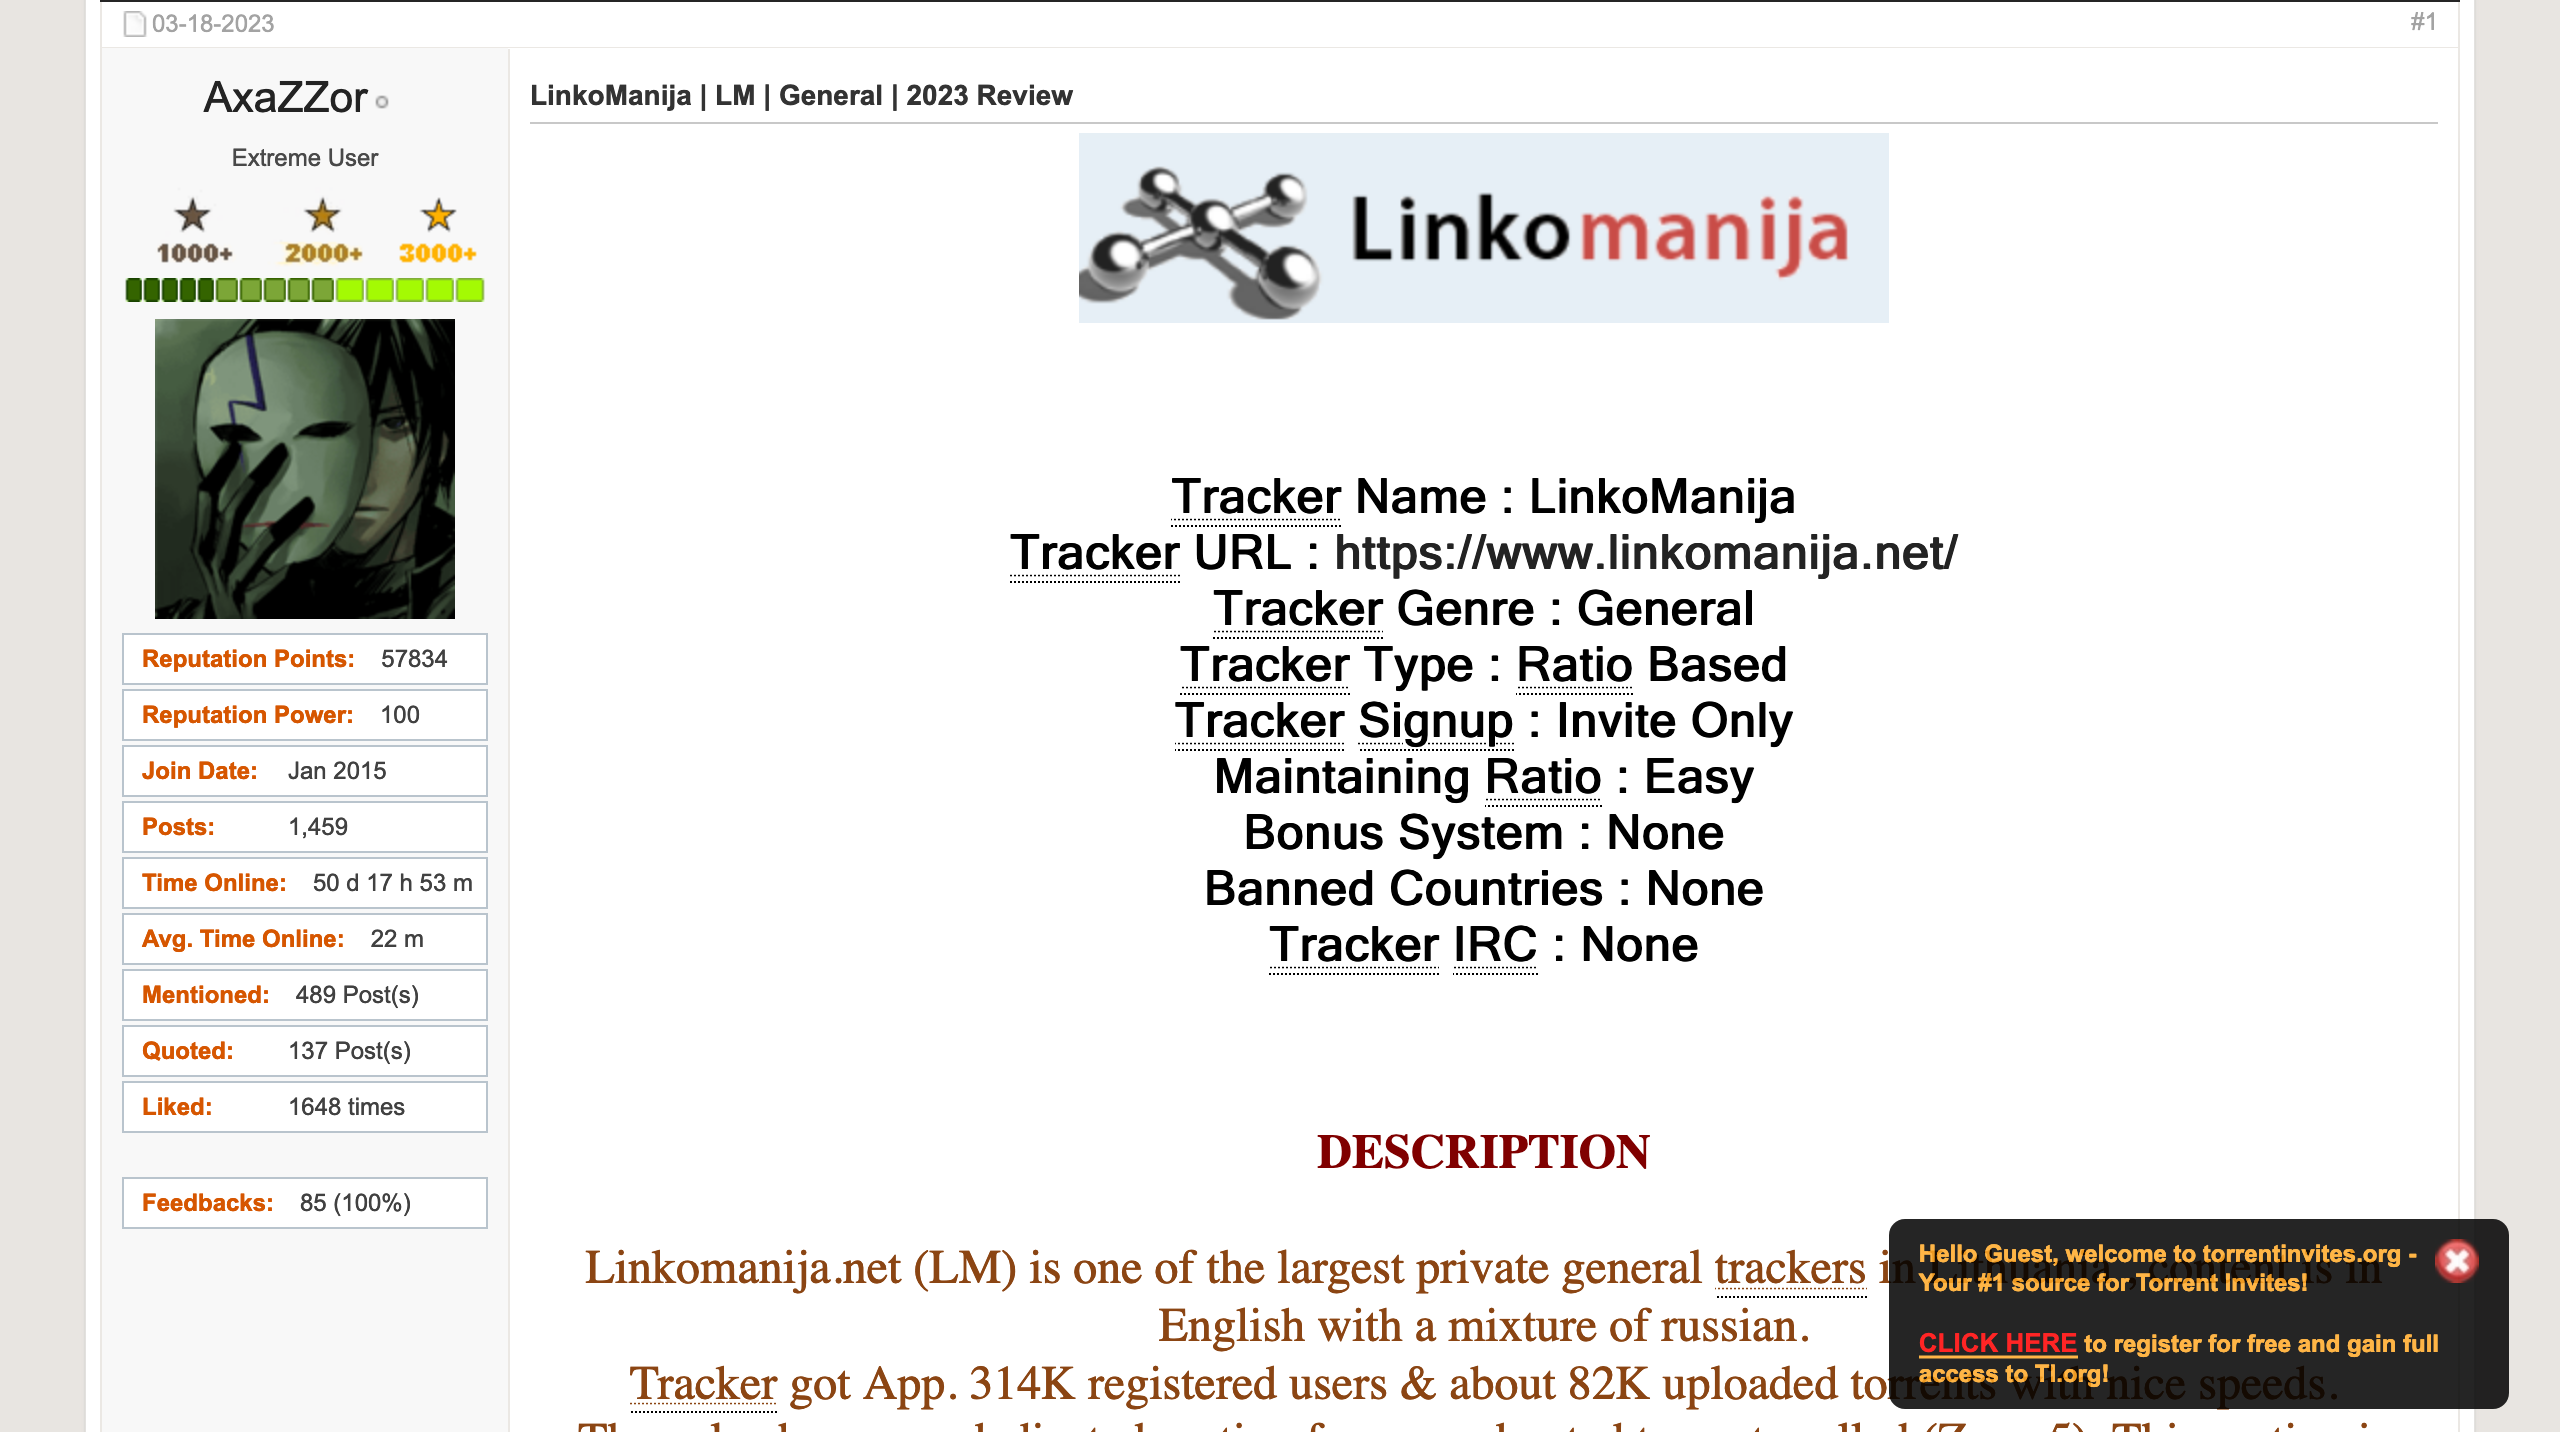 03-18-2023
#1
AxaZZor
Extreme User
1000+ 2000+ 3000+
Reputation Points: 57834
Reputation Power: 100
Join Date: Jan 2015
Posts: 1,459
Time Online: 50 d 17 h 53 m
Avg. Time Online: 22 m
Mentioned: 489 Post(s)
Quoted: 137 Post(s)
Liked: 1648 times
Feedbacks: 85 (100%)
LinkoManija | LM | General | 2023 Review
Linkomanija
Tracker Name : LinkoManija
Tracker URL : https://www.linkomanija.net/
Tracker Genre : General
Tracker Type : Ratio Based
Tracker Signup : Invite Only
Maintaining Ratio : Easy
Bonus System : None
Banned Countries : None
Tracker IRC : None
DESCRIPTION
Linkomanija.net (LM) is one of the largest private general trackers in Lithuania , content is in
English with a mixture of russian.
Tracker got App. 314K registered users & about 82K uploaded torrents with nice speeds.
Hello Guest, welcome to torrentinvites.org -
Your #1 source for Torrent Invites!
CLICK HERE to register for free and gain full
access to TI.org!